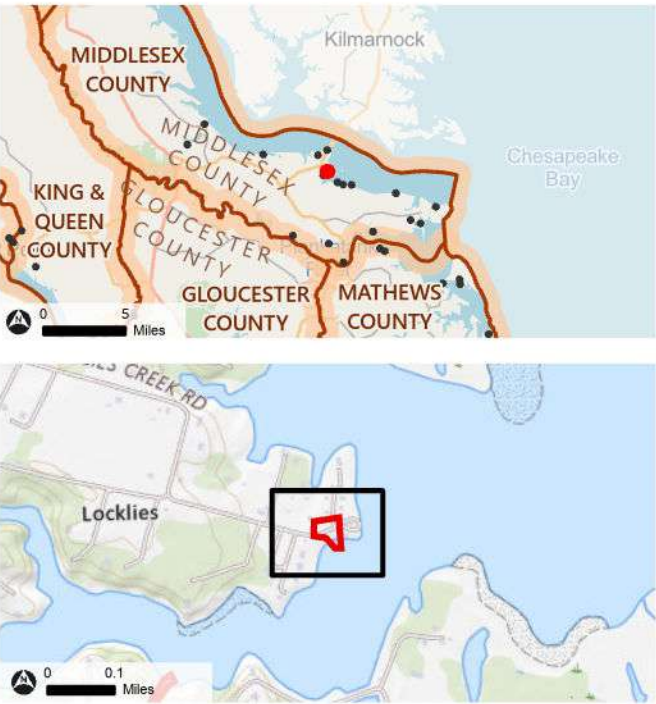 Kilmarnock
MIDDLESEX
COUNTY
MIDDLESEX
COUNTY
Chesapeake
Bay
KING &
QUEEN
COUNTY
GLOUCESTER
COUNTY
GLOUCESTER
COUNTY
MATHEWS
COUNTY
N
0 5
Miles
CREEK RD
Locklies
N
0 0.1
Miles